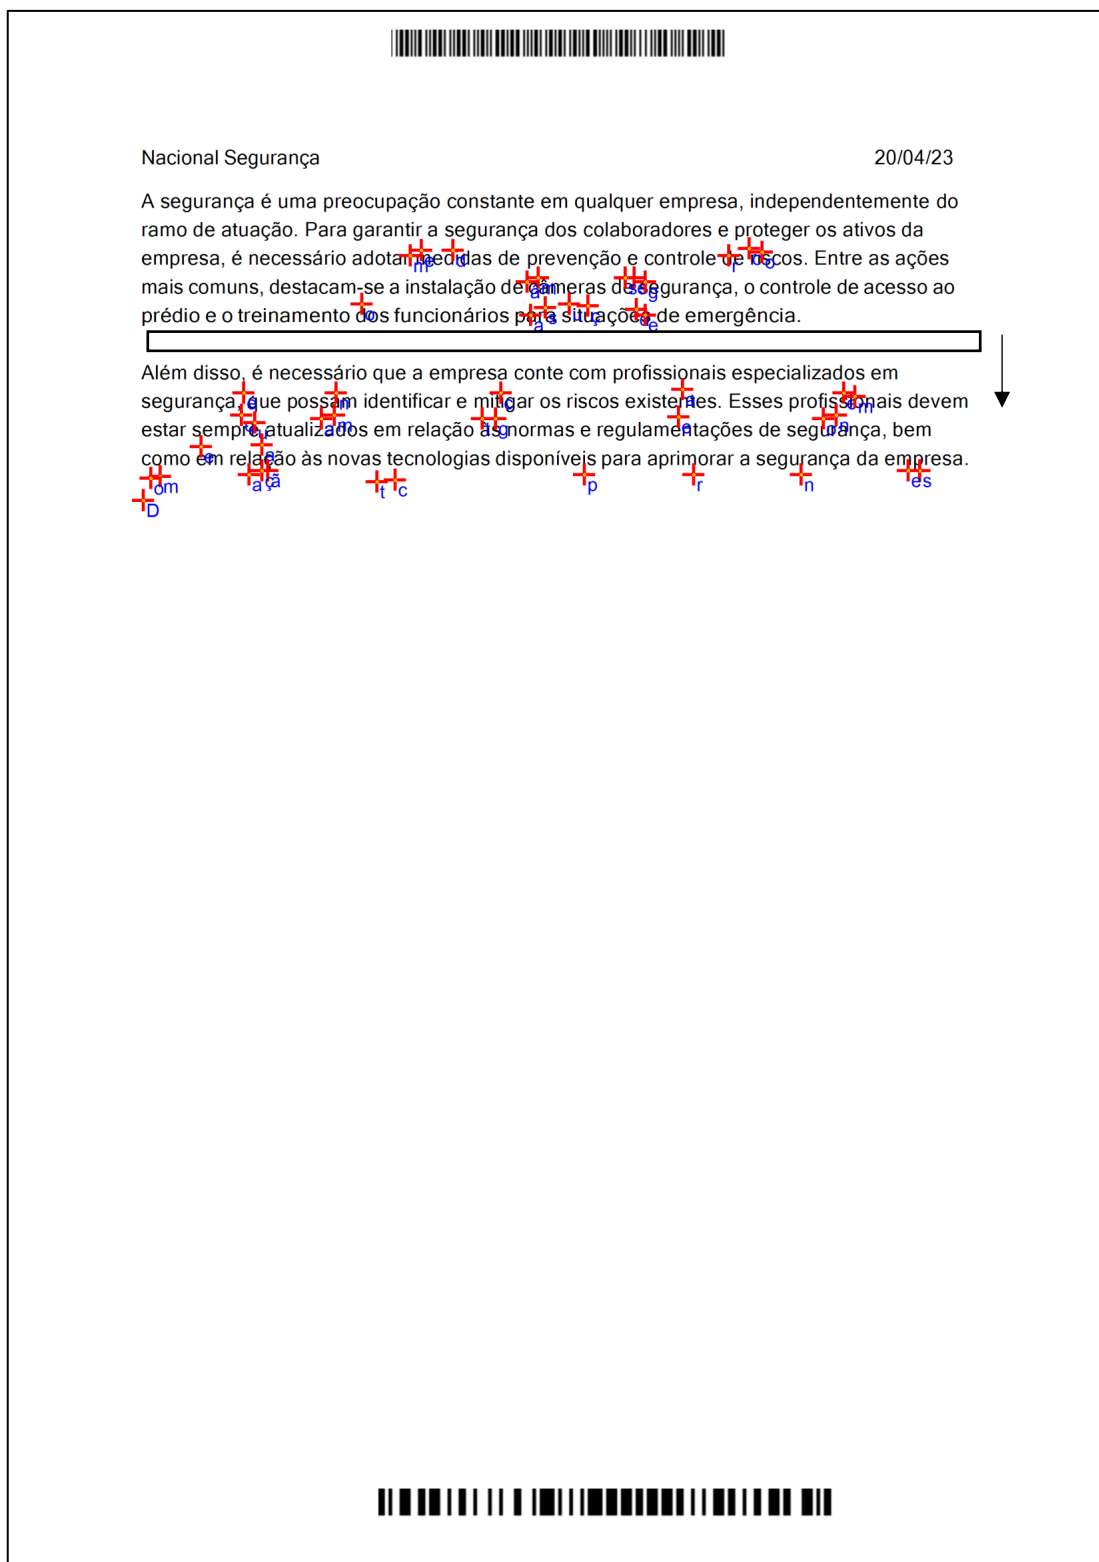 Nacional Segurança 20/04/23
A segurança é uma preocupação constante em qualquer empresa, independentemente do
ramo de atuação. Para garantir a segurança dos colaboradores e proteger os ativos da
empresa, é necessário adotar medidas de prevenção e controle de riscos. Entre as ações
mais comuns, destacam-se a instalação de câmeras de segurança, o controle de acesso ao
prédio e o treinamento dos funcionários para situações de emergência.
Além disso, é necessário que a empresa conte com profissionais especializados em
segurança, que possam identificar e mitigar os riscos existentes. Esses profissionais devem
estar sempre atualizados em relação às normas e regulamentações de segurança, bem
como em relação às novas tecnologias disponíveis para aprimorar a segurança da empresa.
o m a ç ã t c p r n e s
D